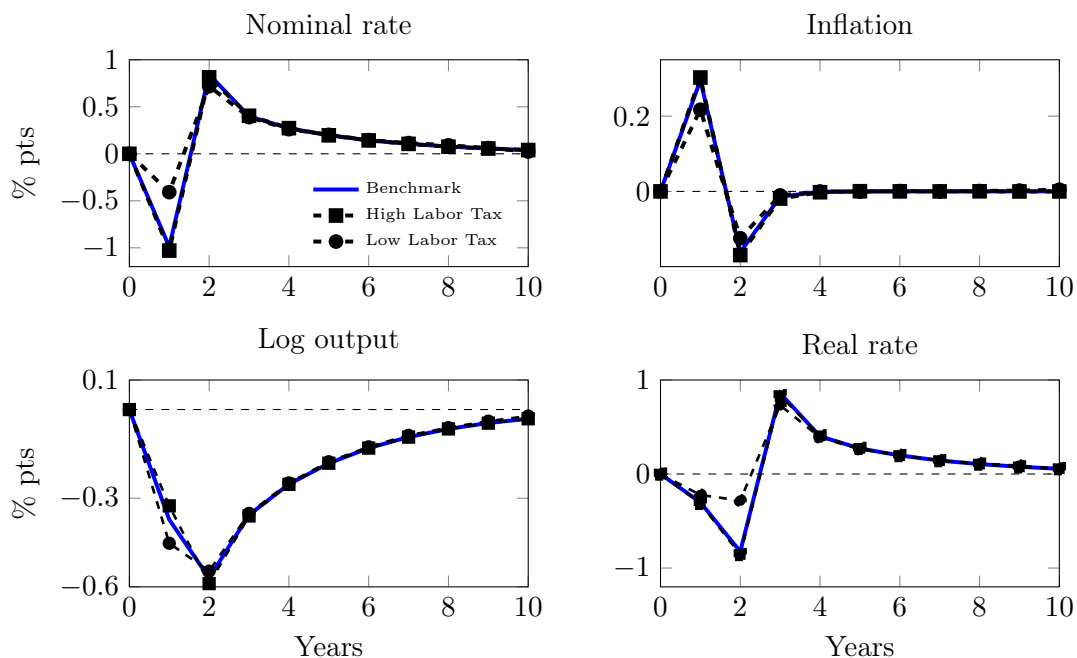 Nominal rate
1
0.5
0
−0.5
−1
% pts
0 2 4 6 8 10
Benchmark
High Labor Tax
Low Labor Tax
Inflation
0.2
0
0 2 4 6 8 10
Log output
0.1
−0.3
−0.6
% pts
0 2 4 6 8 10
Years
Real rate
1
0
−1
0 2 4 6 8 10
Years